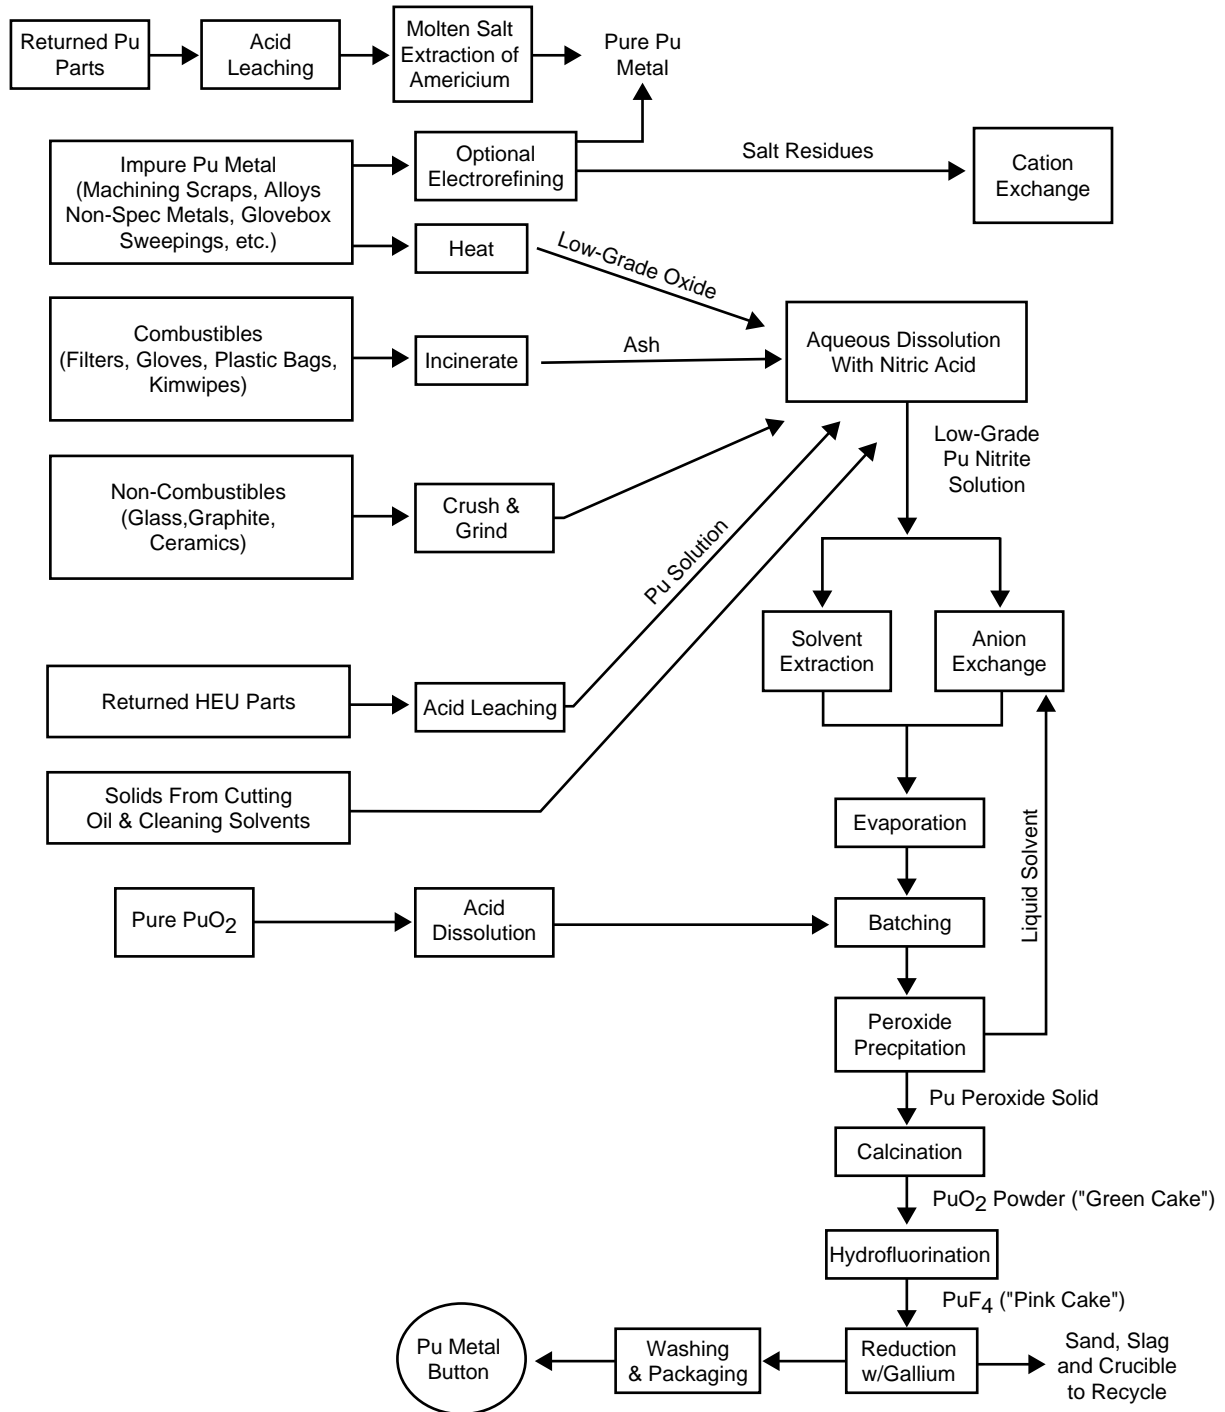 Returned Pu
Parts
Acid
Leaching
Molten Salt
Extraction of
Americium
Pure Pu
Metal
Impure Pu Metal
(Machining Scraps, Alloys
Non-Spec Metals, Glovebox
Sweepings, etc.)
Optional
Electrorefining
Salt Residues
Cation
Exchange
Heat
Low-Grade Oxide
Combustibles
(Filters, Gloves, Plastic Bags,
Kimwipes)
Incinerate
Ash
Aqueous Dissolution
With Nitric Acid
Low-Grade
Pu Nitrite
Solution
Non-Combustibles
(Glass,Graphite,
Ceramics)
Crush &
Grind
Pu Solution
Solvent
Extraction
Anion
Exchange
Returned HEU Parts
Acid Leaching
Solids From Cutting
Oil & Cleaning Solvents
Evaporation
Liquid Solvent
Pure PuO2
Acid
Dissolution
Batching
Peroxide
Precpitation
Pu Peroxide Solid
Calcination
PuO2 Powder ("Green Cake")
Hydrofluorination
PuF4 ("Pink Cake")
Pu Metal
Button
Washing
& Packaging
Reduction
w/Gallium
Sand, Slag
and Crucible
to Recycle